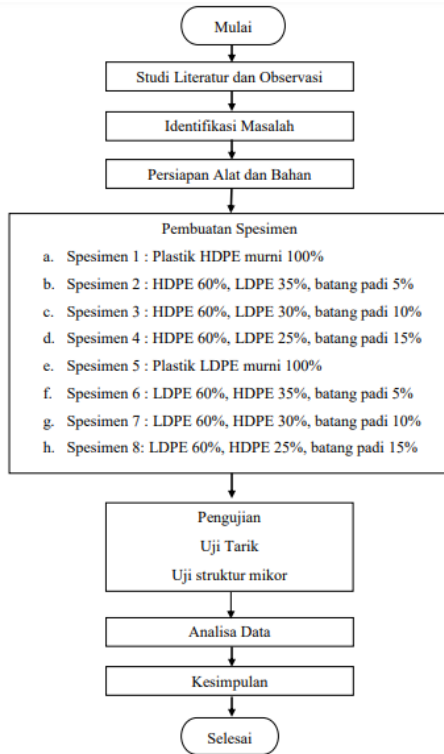 Mulai
Studi Literatur dan Observasi
Identifikasi Masalah
Persiapan Alat dan Bahan
Pembuatan Spesimen
a. Spesimen 1 : Plastik HDPE murni 100%
b. Spesimen 2 : HDPE 60%, LDPE 35%, batang padi 5%
c. Spesimen 3 : HDPE 60%, LDPE 30%, batang padi 10%
d. Spesimen 4 : HDPE 60%, LDPE 25%, batang padi 15%
e. Spesimen 5 : Plastik LDPE murni 100%
f. Spesimen 6 : LDPE 60%, HDPE 35%, batang padi 5%
g. Spesimen 7 : LDPE 60%, HDPE 30%, batang padi 10%
h. Spesimen 8: LDPE 60%, HDPE 25%, batang padi 15%
Pengujian
Uji Tarik
Uji struktur mikor
Analisa Data
Kesimpulan
Selesai